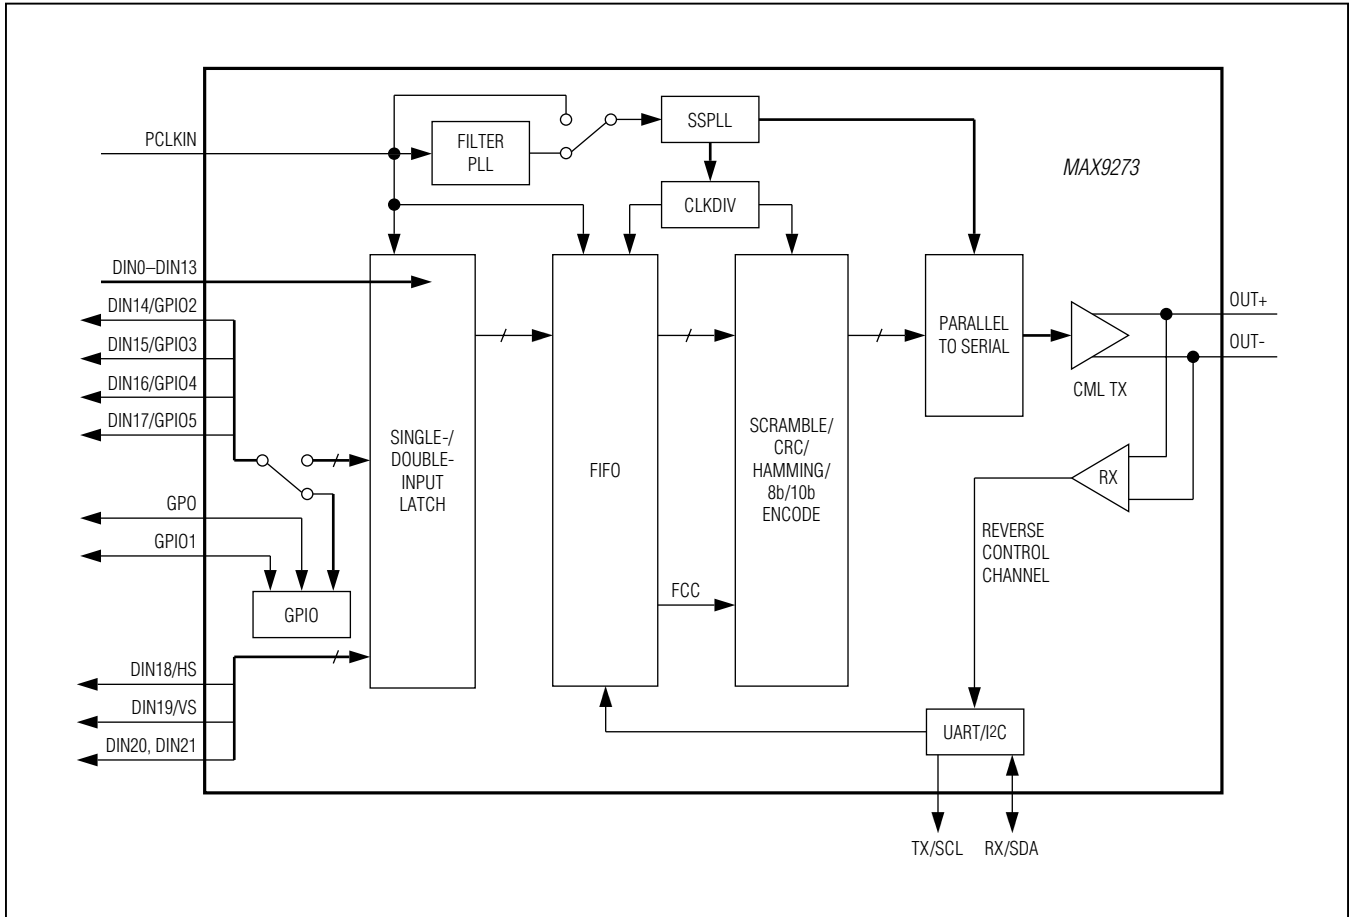 PCLKIN
FILTER
PLL
SSPLL
CLKDIV
MAX9273
DIN0–DIN13
DIN14/GPIO2
DIN15/GPIO3
DIN16/GPIO4
DIN17/GPIO5
GPO
GPIO1
GPIO
DIN18/HS
DIN19/VS
DIN20, DIN21
SINGLE-/
DOUBLE-
INPUT
LATCH
FIFO
FCC
SCRAMBLE/
CRC/
HAMMING/
8b/10b
ENCODE
PARALLEL
TO SERIAL
CML TX
OUT+
OUT-
RX
REVERSE
CONTROL
CHANNEL
UART/I2C
TX/SCL
RX/SDA